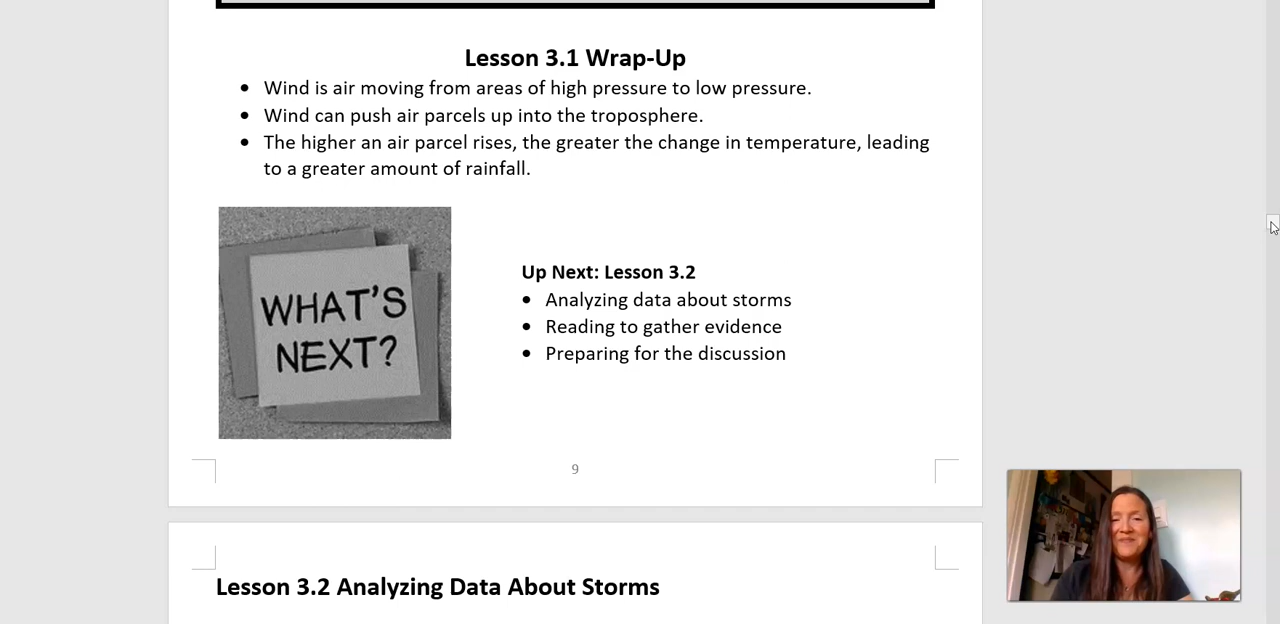 Lesson 3.1 Wrap-Up
• Wind is air moving from areas of high pressure to low pressure.
• Wind can push air parcels up into the troposphere.
• The higher an air parcel rises, the greater the change in temperature, leading
to a greater amount of rainfall.
WHAT'S
NEXT?
Up Next: Lesson 3.2
• Analyzing data about storms
• Reading to gather evidence
• Preparing for the discussion
9
Lesson 3.2 Analyzing Data About Storms